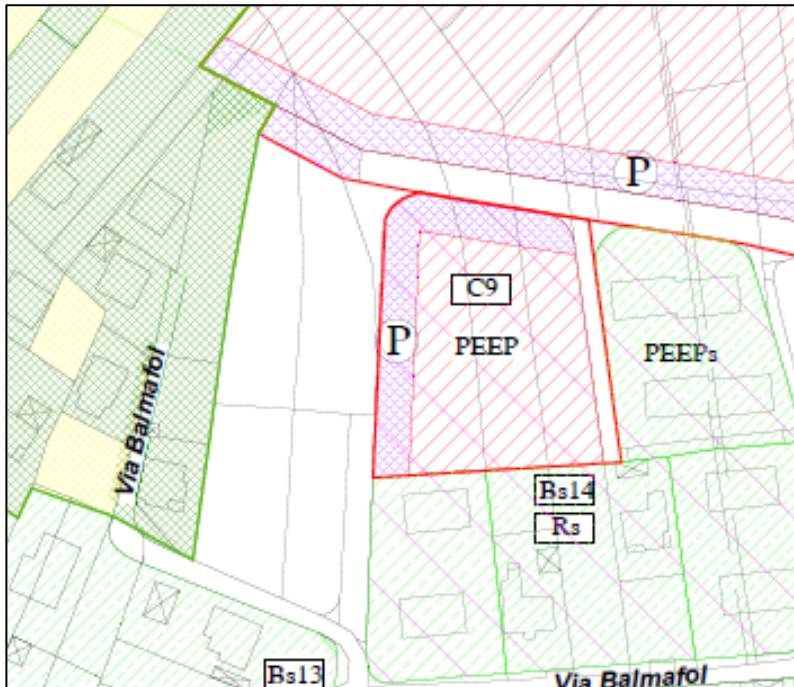 P
C9
P
PEEP
PEEPs
Via Balmafol
Bs14
Rs
Bs13
Via Balmafol